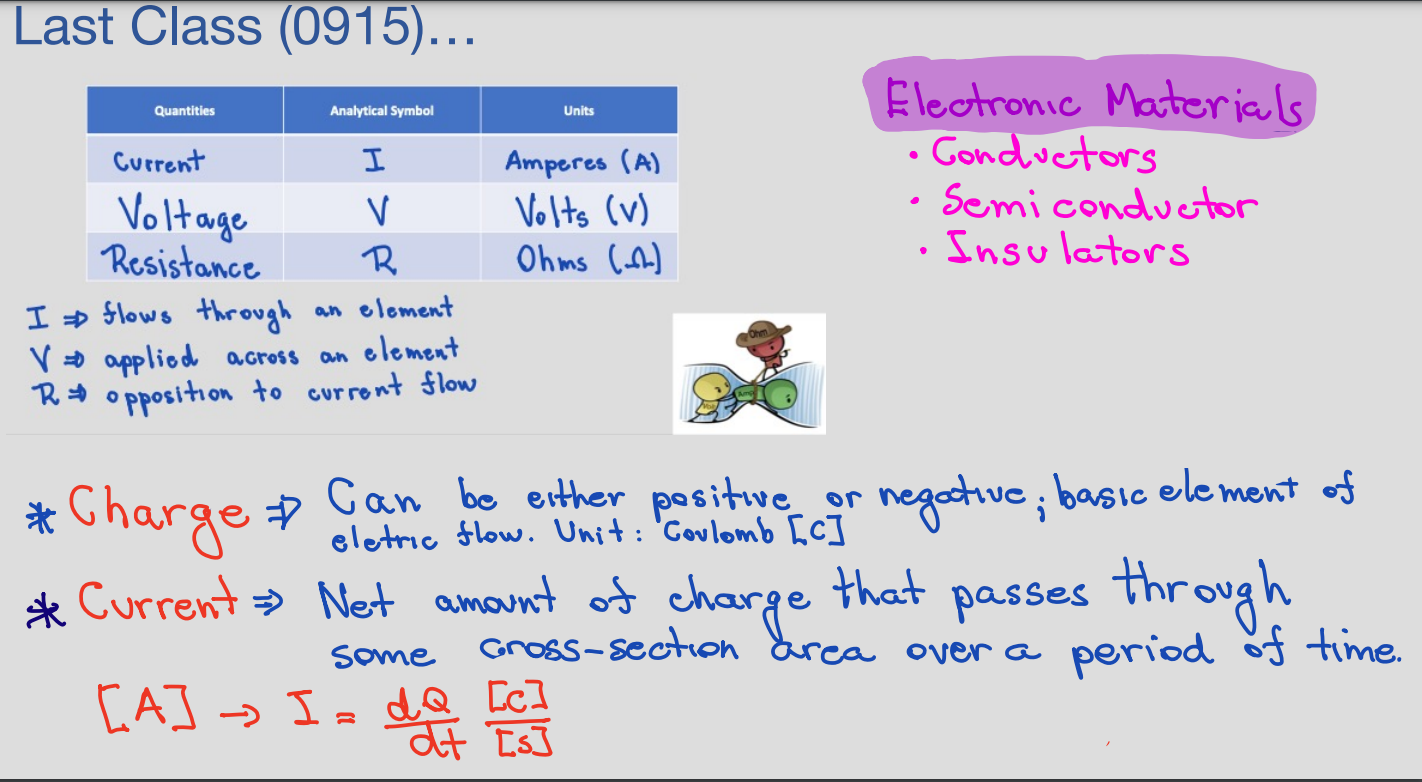 Last Class (0915)...
Quantities Analytical Symbol Units
Current I Amperes (A)
Voltage V Volts (V)
Resistance R Ohms (Ω)
I ⇒ flows through an element
V ⇒ applied across an element
R ⇒ opposition to current flow
Electronic Materials
• Conductors
• Semiconductor
• Insulators
Ohm
Volt
Amp
* Charge ⇒ Can be either positive or negative; basic element of
eletric flow. Unit: Coulomb [C]
* Current ⇒ Net amount of charge that passes through
some cross-section area over a period of time.
[A] → I = dQ/dt [C]/[s]